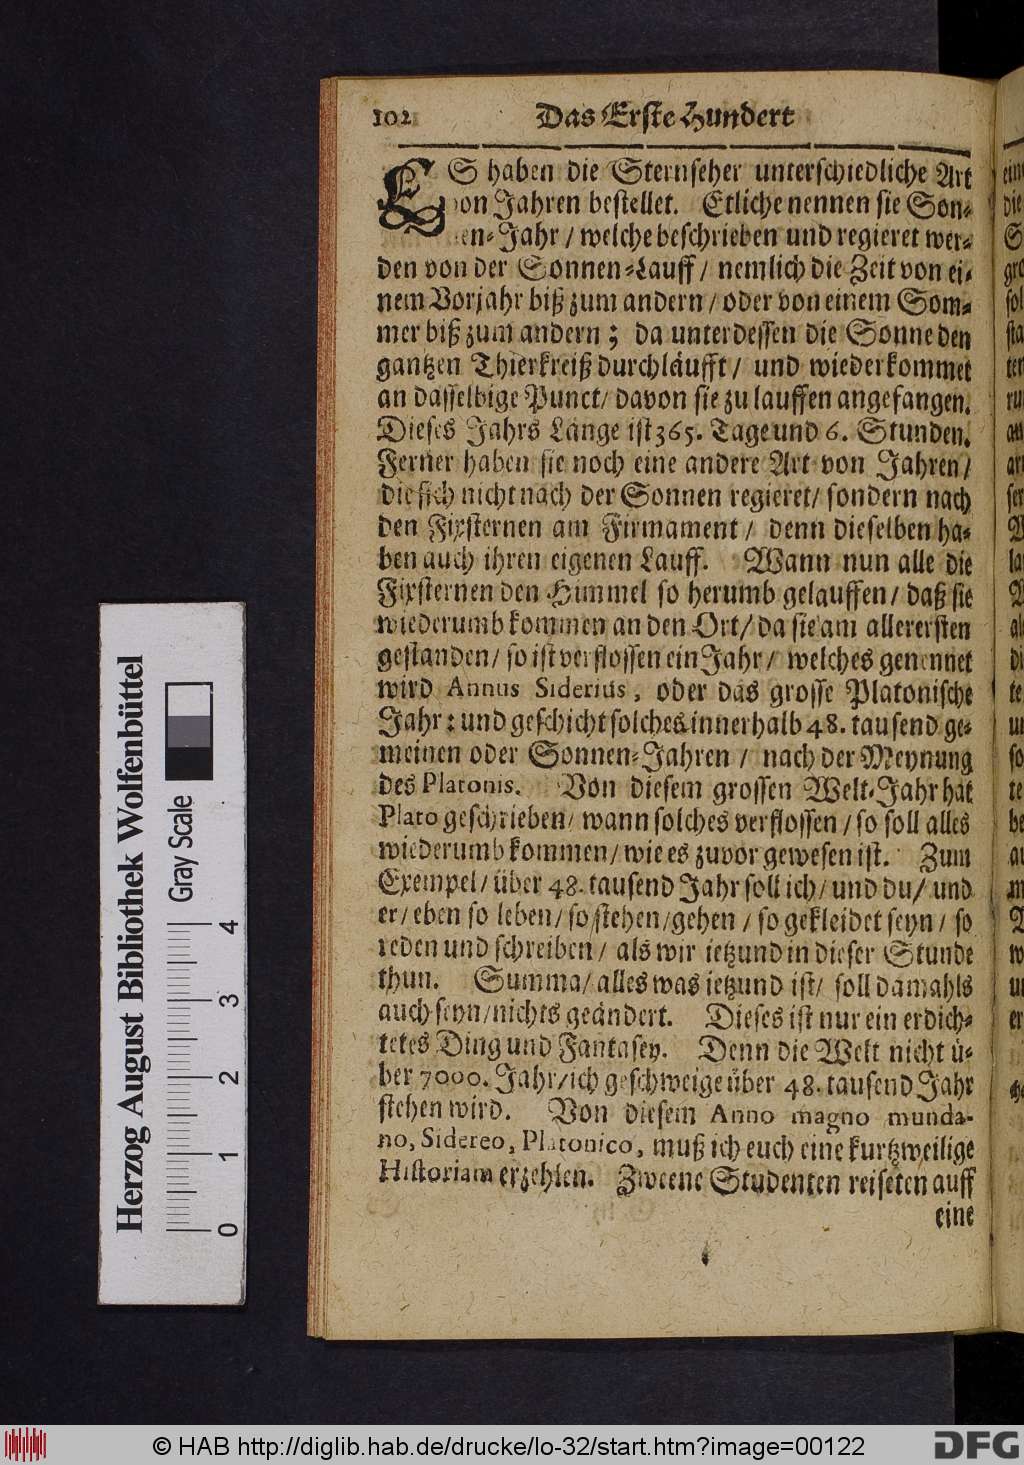 102 Das Erste Hundert
ES haben die Sternseher unterschiedliche Art
von Jahren bestellet. Etliche nennen sie Son-
nen-Jahr / welche beschrieben und regieret wer-
den von der Sonnen-Lauff / nemlich die Zeit von ei-
nem Vorjahr biß zum andern / oder von einem Som-
mer biß zum andern ; da unterdessen die Sonne den
gantzen Thierkreiß durchläufft / und wiederkommet
an dasselbige Punct / davon sie zu lauffen angefangen.
Dieses Jahrs Länge ist 365. Tage und 6. Stunden.
Ferner haben sie noch eine andere Art von Jahren /
die sich nicht nach der Sonnen regieret / sondern nach
den Fixsternen am Firmament / denn dieselben ha-
ben auch ihren eigenen Lauff. Wann nun alle die
Fixsternen den Himmel so herumb gelauffen / daß sie
wiederumb kommen an den Ort / da sie am allerersten
gestanden / so ist verflossen ein Jahr / welches genennet
wird Annus Siderius, oder das grosse Platonische
Jahr : und geschicht solches innerhalb 48. tausend ge-
meinen oder Sonnen-Jahren / nach der Meynung
des Platonis. Von diesem grossen Welt-Jahr hat
Plato geschrieben / wann solches verflossen / so soll alles
wiederumb kommen / wie es zuvor gewesen ist. Zum
Exempel / über 48. tausend Jahr soll ich / und du / und
er / eben so leben / so stehen / gehen / so gekleidet seyn / so
reden und schreiben / als wir ietzund in dieser Stunde
thun. Summa / alles was ietzund ist / soll damahls
auch seyn / nichts geändert. Dieses ist nur ein erdich-
tetes Ding und Fantasey. Denn die Welt nicht ü-
ber 7000. Jahr / ich geschweige über 48. tausend Jahr
stehen wird. Von diesem Anno magno munda-
no, Sidereo, Platonico, muß ich euch eine kurtzweilige
Historiam erzehlen. Zweene Studenten reiseten auff
eine
Herzog August Bibliothek Wolfenbüttel
Gray Scale
0 1 2 3 4
© HAB http://diglib.hab.de/drucke/lo-32/start.htm?image=00122
DFG